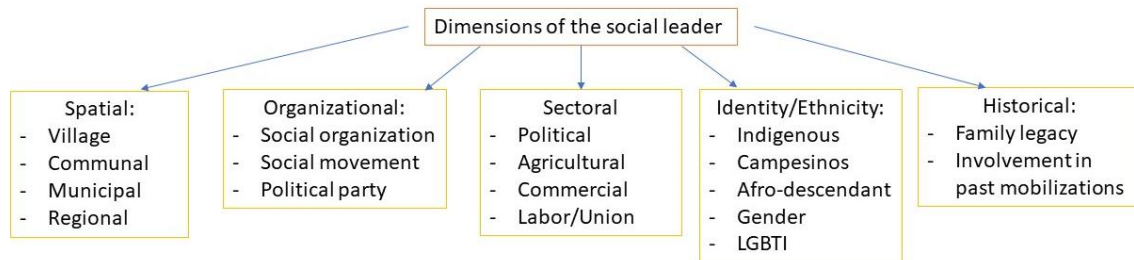 Dimensions of the social leader
Spatial:
- Village
- Communal
- Municipal
- Regional
Organizational:
- Social organization
- Social movement
- Political party
Sectoral
- Political
- Agricultural
- Commercial
- Labor/Union
Identity/Ethnicity:
- Indigenous
- Campesinos
- Afro-descendant
- Gender
- LGBTI
Historical:
- Family legacy
- Involvement in
past mobilizations